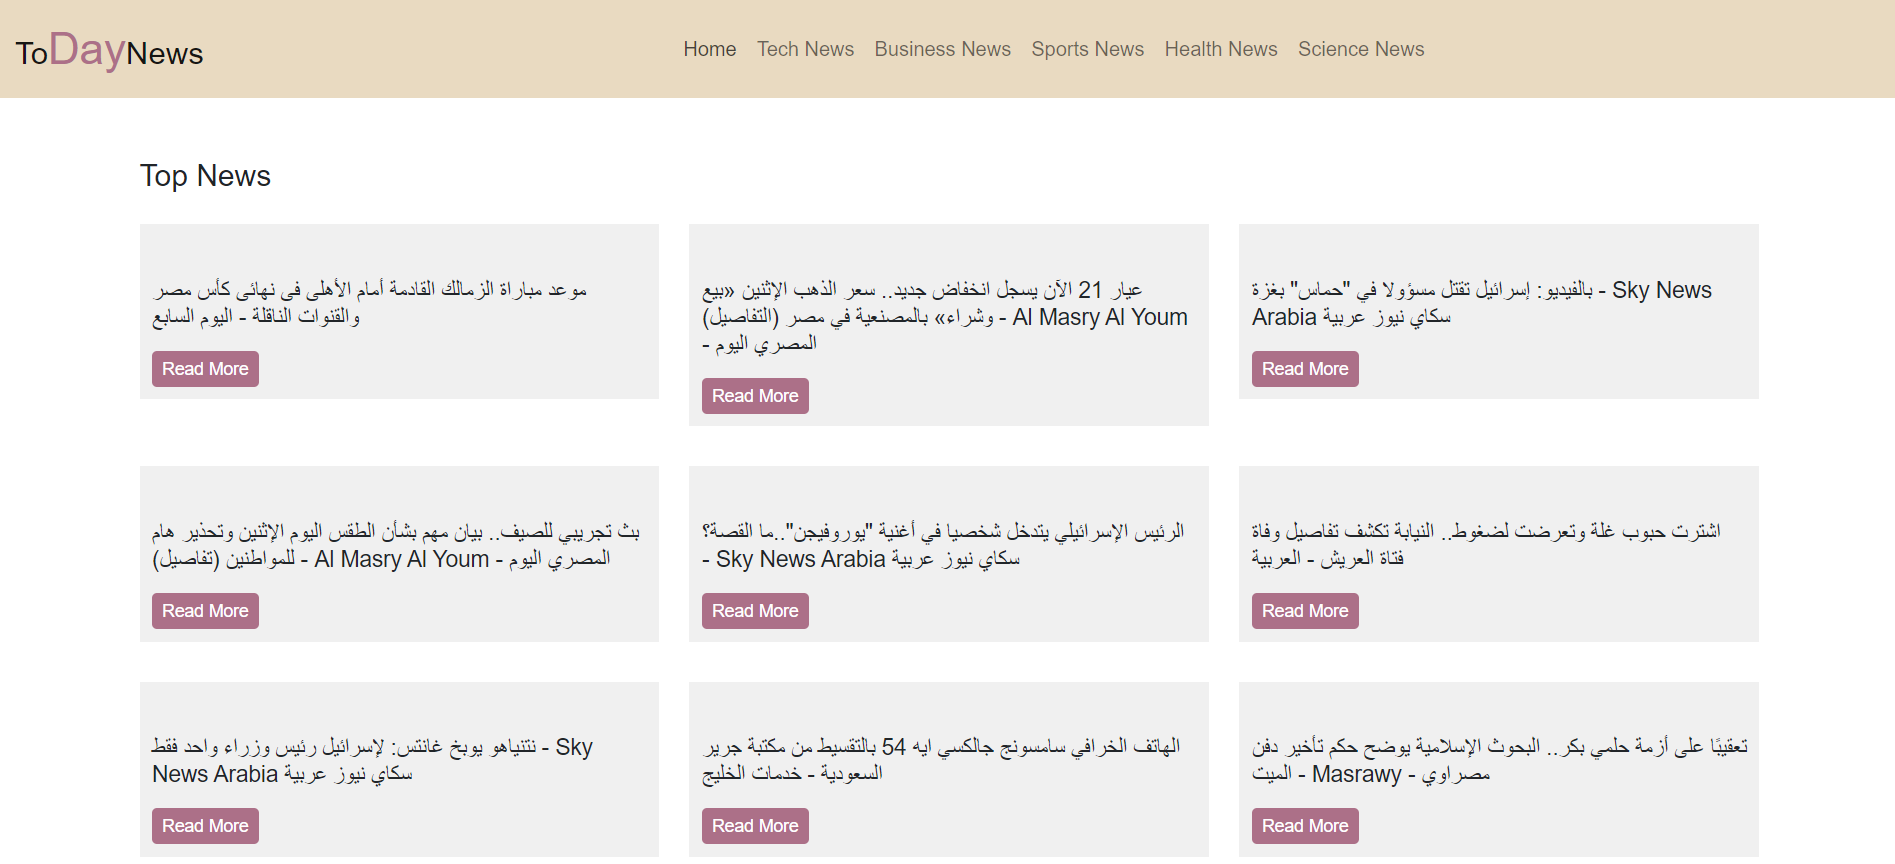 ToDayNews
Home Tech News Business News Sports News Health News Science News
Top News
موعد مباراة الزمالك القادمة أمام الأهلى فى نهائى كأس مصر
والقنوات الناقلة - اليوم السابع
Read More
عيار 21 الآن يسجل انخفاض جديد.. سعر الذهب الإثنين «بيع
وشراء» بالمصنعية في مصر (التفاصيل) - Al Masry Al Youm
- المصري اليوم
Read More
بالفيديو: إسرائيل تقتل مسؤولا في "حماس" بغزة - Sky News
Arabia سكاي نيوز عربية
Read More
بث تجريبي للصيف.. بيان مهم بشأن الطقس اليوم الإثنين وتحذير هام
للمواطنين (تفاصيل) - Al Masry Al Youm - المصري اليوم
Read More
الرئيس الإسرائيلي يتدخل شخصيا في أغنية "يوروفيجن"..ما القصة؟
- Sky News Arabia سكاي نيوز عربية
Read More
اشترت حبوب غلة وتعرضت لضغوط.. النيابة تكشف تفاصيل وفاة
فتاة العريش - العربية
Read More
نتنياهو يوبخ غانتس: لإسرائيل رئيس وزراء واحد فقط - Sky
News Arabia سكاي نيوز عربية
Read More
الهاتف الخرافي سامسونج جالكسي ايه 54 بالتقسيط من مكتبة جرير
السعودية - خدمات الخليج
Read More
تعقيبًا على أزمة حلمي بكر.. البحوث الإسلامية يوضح حكم تأخير دفن
الميت - Masrawy - مصراوي
Read More